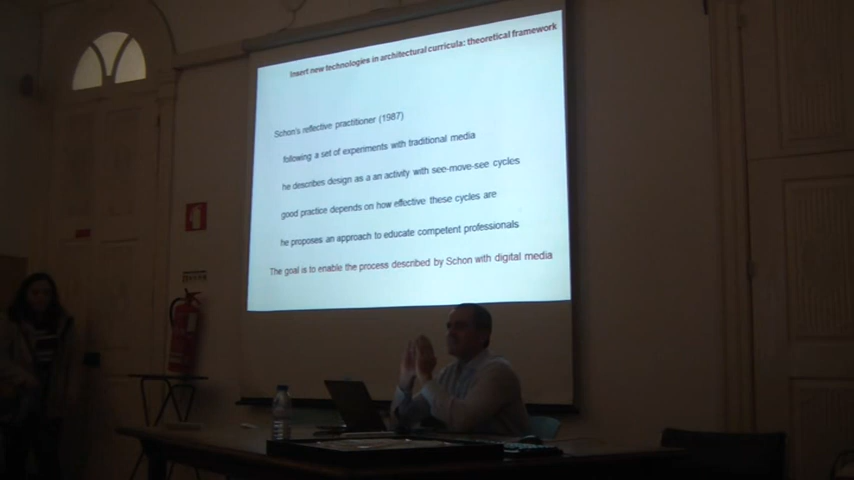 Insert new technologies in architectural curricula: theoretical framework
Schon's reflective practitioner (1987)
following a set of experiments with traditional media
he describes design as a an activity with see-move-see cycles
good practice depends on how effective these cycles are
he proposes an approach to educate competent professionals
The goal is to enable the process described by Schon with digital media